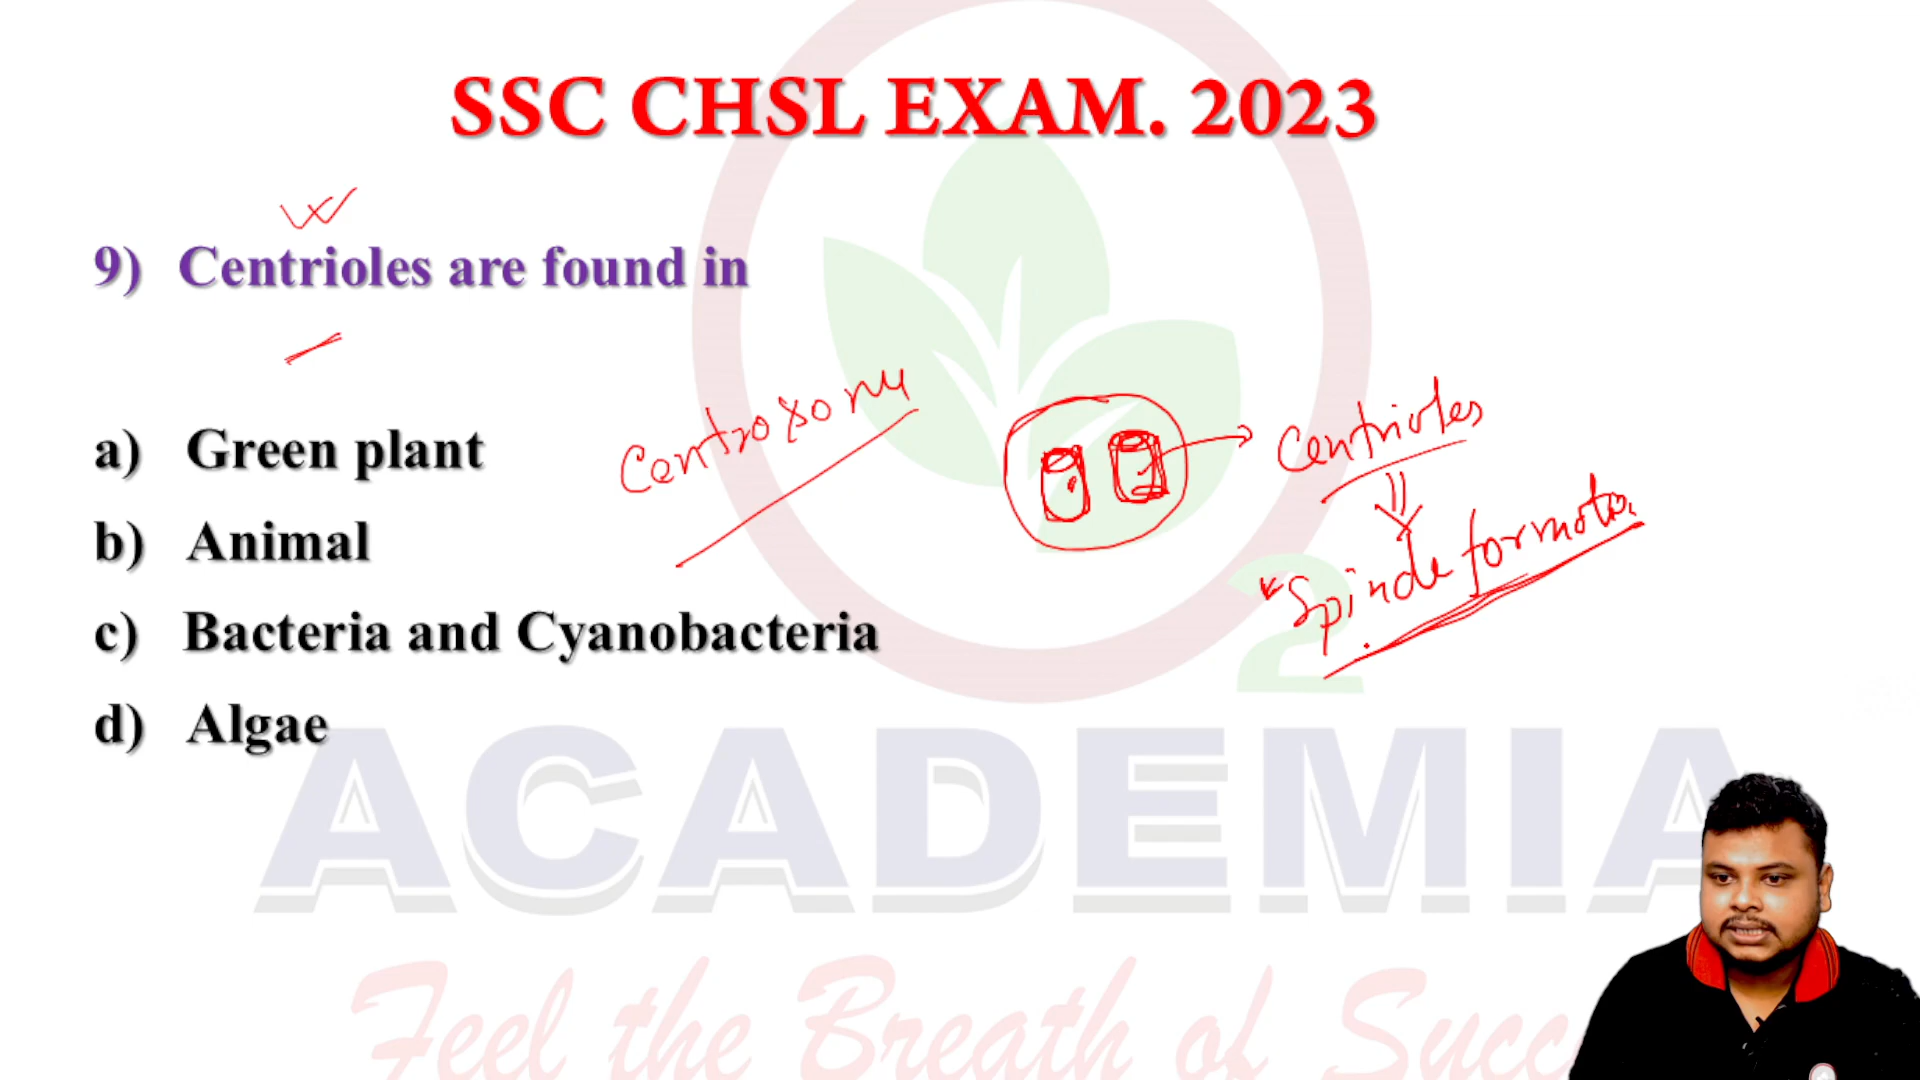 SSC CHSL EXAM. 2023
9) Centrioles are found in
a) Green plant
b) Animal
c) Bacteria and Cyanobacteria
d) Algae
Centrioles
Spindle formation
2
ACADEMIA
Feel the Breath of Succ